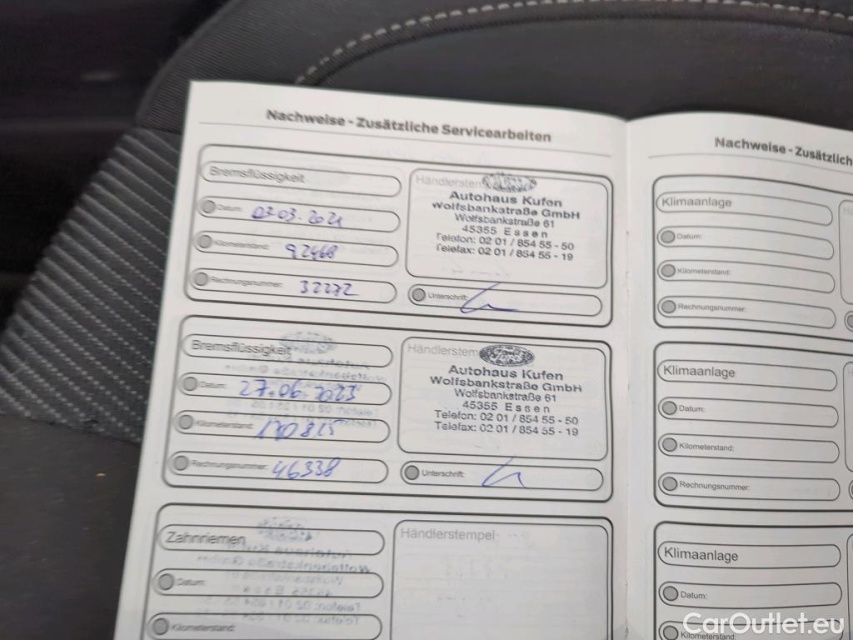 Nachweise - Zusätzliche Servicearbeiten
Bremsflüssigkeit
Datum: 03.03.2021
Kilometerstand: 92468
Rechnungsnummer: 32272
Händlerstem
Autohaus Kufen
Wolfsbankstraße GmbH
Wolfsbankstraße 61
45355 Essen
Telefon: 02 01 / 854 55 - 50
Telefax: 02 01 / 854 55 - 19
Unterschrift:
Bremsflüssigkeit
Datum: 27.06.2023
Kilometerstand:
Rechnungsnummer: 46338
Händlerstem
Ford
Autohaus Kufen
Wolfsbankstraße GmbH
Wolfsbankstraße 61
45355 Essen
Telefon: 02 01 / 854 55 - 50
Telefax: 02 01 / 854 55 - 19
Unterschrift:
Zahnriemen
Datum:
Kilometerstand:
Händlerstempel:
Nachweise - Zusätzlich
Klimaanlage
Datum:
Kilometerstand:
Rechnungsnummer:
Klimaanlage
Datum:
Kilometerstand:
Rechnungsnummer:
Klimaanlage
Datum:
Kilometerstand:
CarOutlet.eu